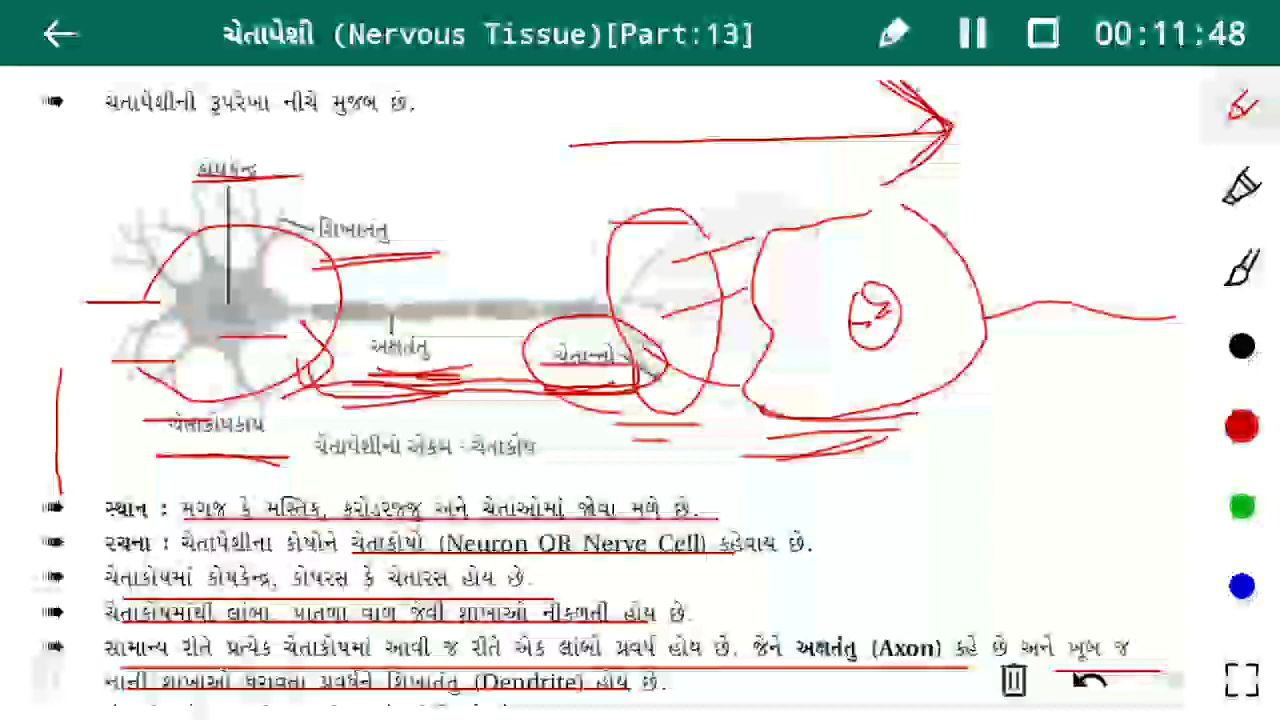 ચેતાપેશી (Nervous Tissue)[Part:13]
00:11:48
ચેતાપેશીની રૂપરેખા નીચે મુજબ છે.
કોષકેન્દ્ર
શિખાતંતુ
અક્ષતંતુ
ચેતાકોષકાય
ચેતાપેશીનો એકમ - ચેતાકોષ
સ્થાન : મગજ કે મસ્તિક, કરોડરજ્જુ અને ચેતાઓમાં જોવા મળે છે.
રચના : ચેતાપેશીના કોષોને ચેતાકોષો (Neuron OR Nerve Cell) કહેવાય છે.
ચેતાકોષમાં કોષકેન્દ્ર, કોષરસ કે ચેતારસ હોય છે.
ચેતાકોષમાંથી લાંબા, પાતળા વાળ જેવી શાખાઓ નીકળતી હોય છે.
સામાન્ય રીતે પ્રત્યેક ચેતાકોષમાં આવી જ રીતે એક લાંબો પ્રવર્ધ હોય છે. જેને અક્ષતંતુ (Axon) કહે છે અને ખૂબ જ
નાની શાખાઓ ધરાવતા પ્રવર્ધને શિખાતંતુ (Dendrite) હોય છે.